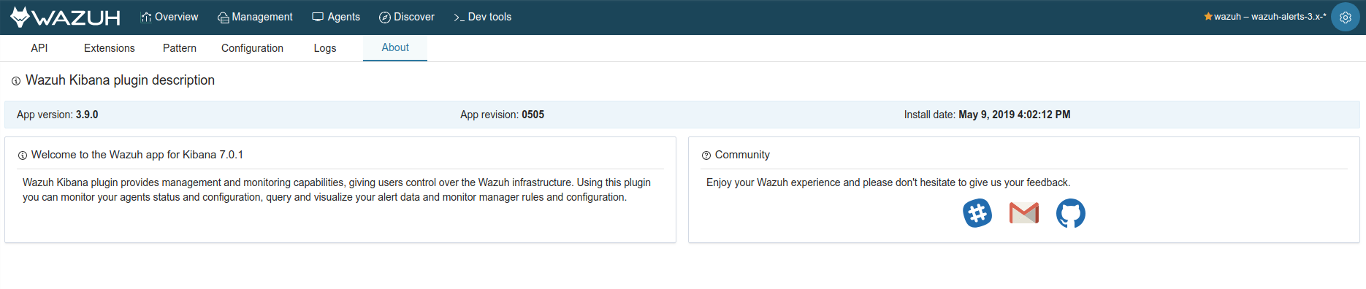 WAZUH Overview Management Agents Discover >_ Dev tools wazuh – wazuh-alerts-3.x-*
API Extensions Pattern Configuration Logs About
Wazuh Kibana plugin description
App version: 3.9.0 App revision: 0505 Install date: May 9, 2019 4:02:12 PM
Welcome to the Wazuh app for Kibana 7.0.1
Wazuh Kibana plugin provides management and monitoring capabilities, giving users control over the Wazuh infrastructure. Using this plugin
you can monitor your agents status and configuration, query and visualize your alert data and monitor manager rules and configuration.
Community
Enjoy your Wazuh experience and please don't hesitate to give us your feedback.